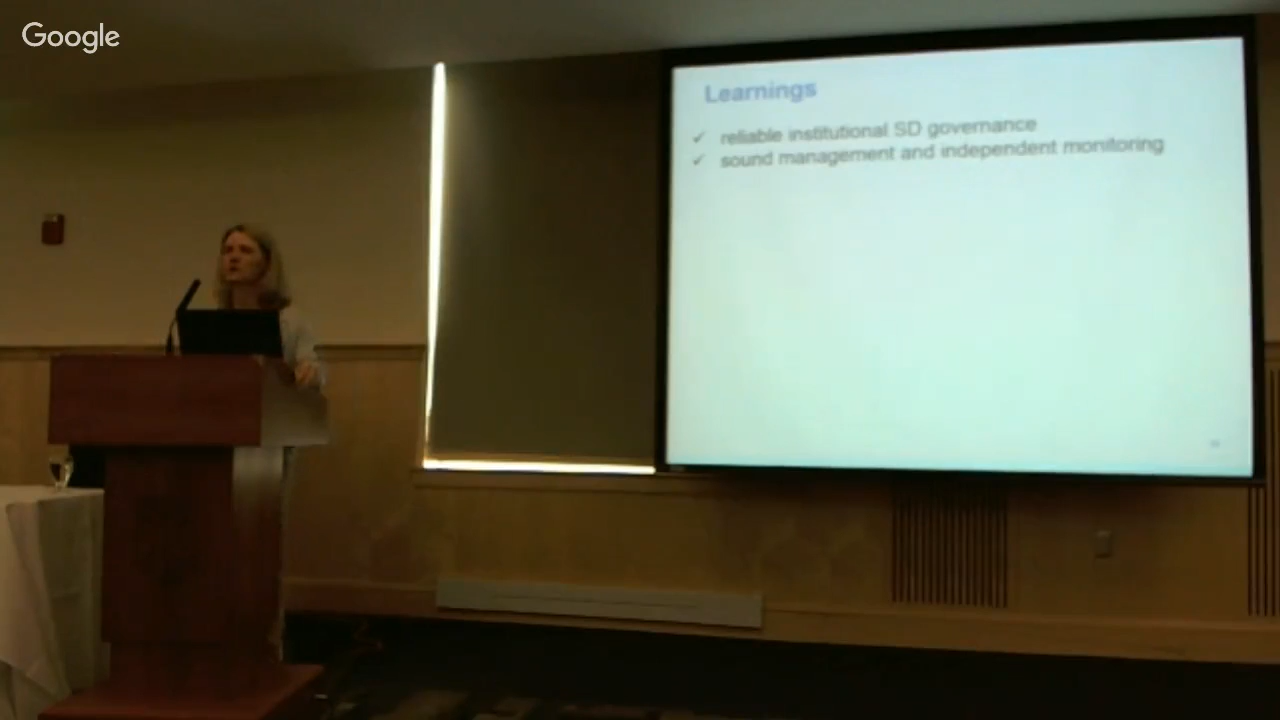 Google
Learnings
✓ reliable institutional SD governance
✓ sound management and independent monitoring